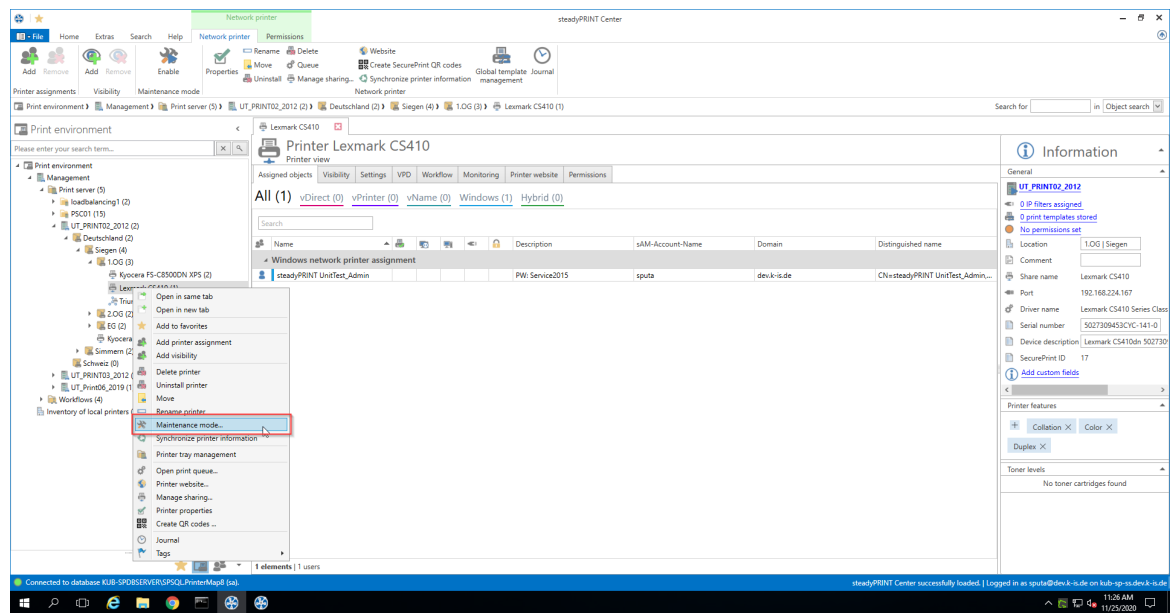 Network printer
steadyPRINT Center
File Home Extras Search Help Network printer Permissions
Add Remove Add Remove Enable Properties
Rename Delete Website
Move Queue Create SecurePrint QR codes
Uninstall Manage sharing... Synchronize printer information
Global template management Journal
Printer assignments Visibility Maintenance mode Network printer
Print environment Management Print server (5) UT_PRINT02_2012 (2) Deutschland (2) Siegen (4) 1.OG (3) Lexmark CS410 (1)
Search for in Object search
Print environment
Please enter your search term...
Print environment
Management
Print server (5)
loadbalancing1 (2)
PSC01 (15)
UT_PRINT02_2012 (2)
Deutschland (2)
Siegen (4)
1.OG (3)
Kyocera FS-C8500DN XPS (2)
Lexmark CS410 (1)
Trium
2.OG (2)
EG (2)
Kyocera
Simmern (2)
Schweiz (0)
UT_PRINT03_2012 (
UT_Print06_2019 (1
Workflows (4)
Inventory of local printers (
Open in same tab
Open in new tab
Add to favorites
Add printer assignment
Add visibility
Delete printer
Uninstall printer
Move
Rename printer
Maintenance mode...
Synchronize printer information
Printer tray management
Open print queue...
Printer website...
Manage sharing...
Printer properties
Create QR codes ...
Journal
Tags
Lexmark CS410
Printer Lexmark CS410
Printer view
Assigned objects Visibility Settings VPD Workflow Monitoring Printer website Permissions
All (1) vDirect (0) vPrinter (0) vName (0) Windows (1) Hybrid (0)
Search
Name Description sAM-Account-Name Domain Distinguished name
Windows network printer assignment
steadyPRINT UnitTest_Admin PW: Service2015 sputa dev.k-is.de CN=steadyPRINT UnitTest_Admin,...
1 elements | 1 users
Information
General
UT_PRINT02_2012
0 IP filters assigned
0 print templates stored
No permissions set
Location 1.OG | Siegen
Comment
Share name Lexmark CS410
Port 192.168.224.167
Driver name Lexmark CS410 Series Class
Serial number 5027309453CYC-141-0
Device description Lexmark CS410dn 502730
SecurePrint ID 17
Add custom fields
Printer features
Collation Color
Duplex
Toner levels
No toner cartridges found
Connected to database KUB-SPDBSERVER\SPSQL.PrinterMap8 (sa).
steadyPRINT Center successfully loaded. | Logged in as sputa@dev.k-is.de on kub-sp-ss.dev.k-is.de
11:26 AM
11/25/2020